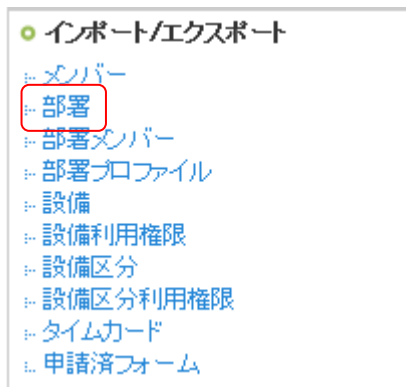 インポート/エクスポート
メンバー
部署
部署メンバー
部署プロファイル
設備
設備利用権限
設備区分
設備区分利用権限
タイムカード
申請済フォーム